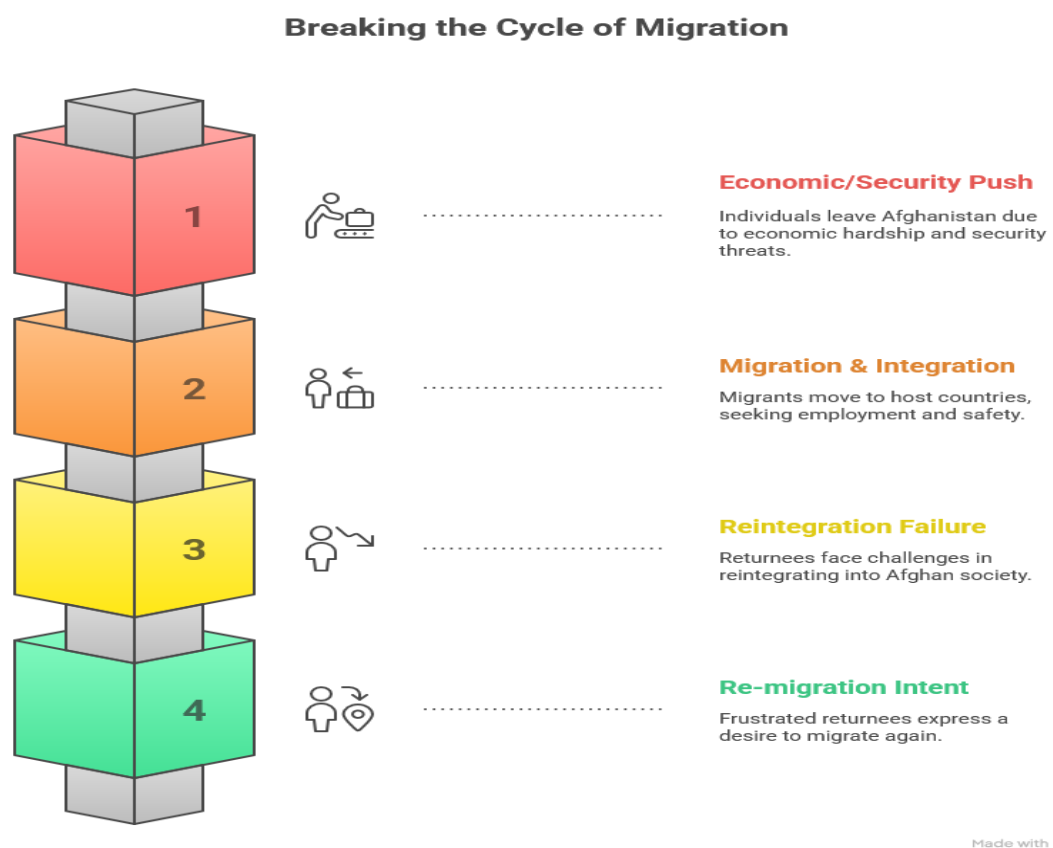 Breaking the Cycle of Migration
1
Economic/Security Push
Individuals leave Afghanistan due
to economic hardship and security
threats.
2
Migration & Integration
Migrants move to host countries,
seeking employment and safety.
3
Reintegration Failure
Returnees face challenges in
reintegrating into Afghan society.
4
Re-migration Intent
Frustrated returnees express a
desire to migrate again.
Made with